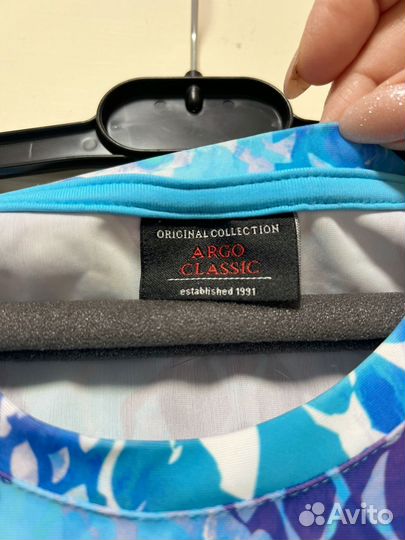 ORIGINAL COLLECTION
ARGO
CLASSIC
established 1991
Avito